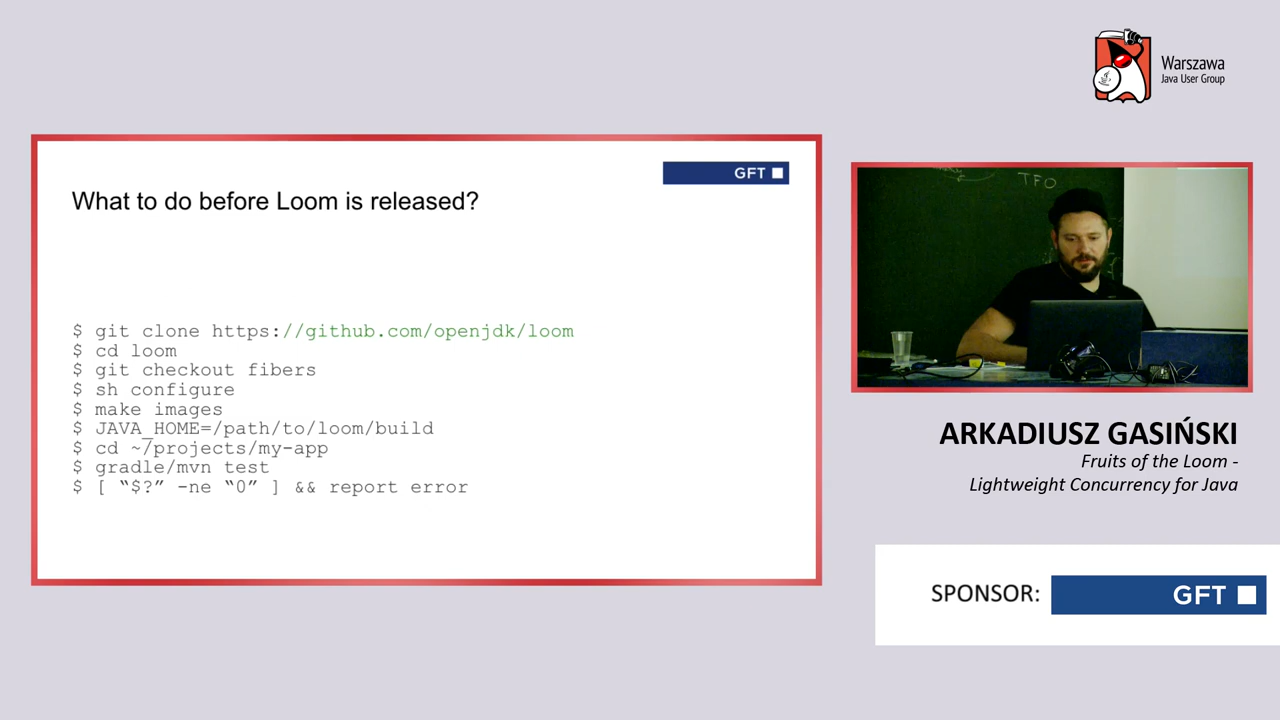 Warszawa
Java User Group
GFT
What to do before Loom is released?
$ git clone https://github.com/openjdk/loom
$ cd loom
$ git checkout fibers
$ sh configure
$ make images
$ JAVA_HOME=/path/to/loom/build
$ cd ~/projects/my-app
$ gradle/mvn test
$ [ “$?” -ne “0” ] && report error
TFO
ARKADIUSZ GASIŃSKI
Fruits of the Loom -
Lightweight Concurrency for Java
SPONSOR:
GFT